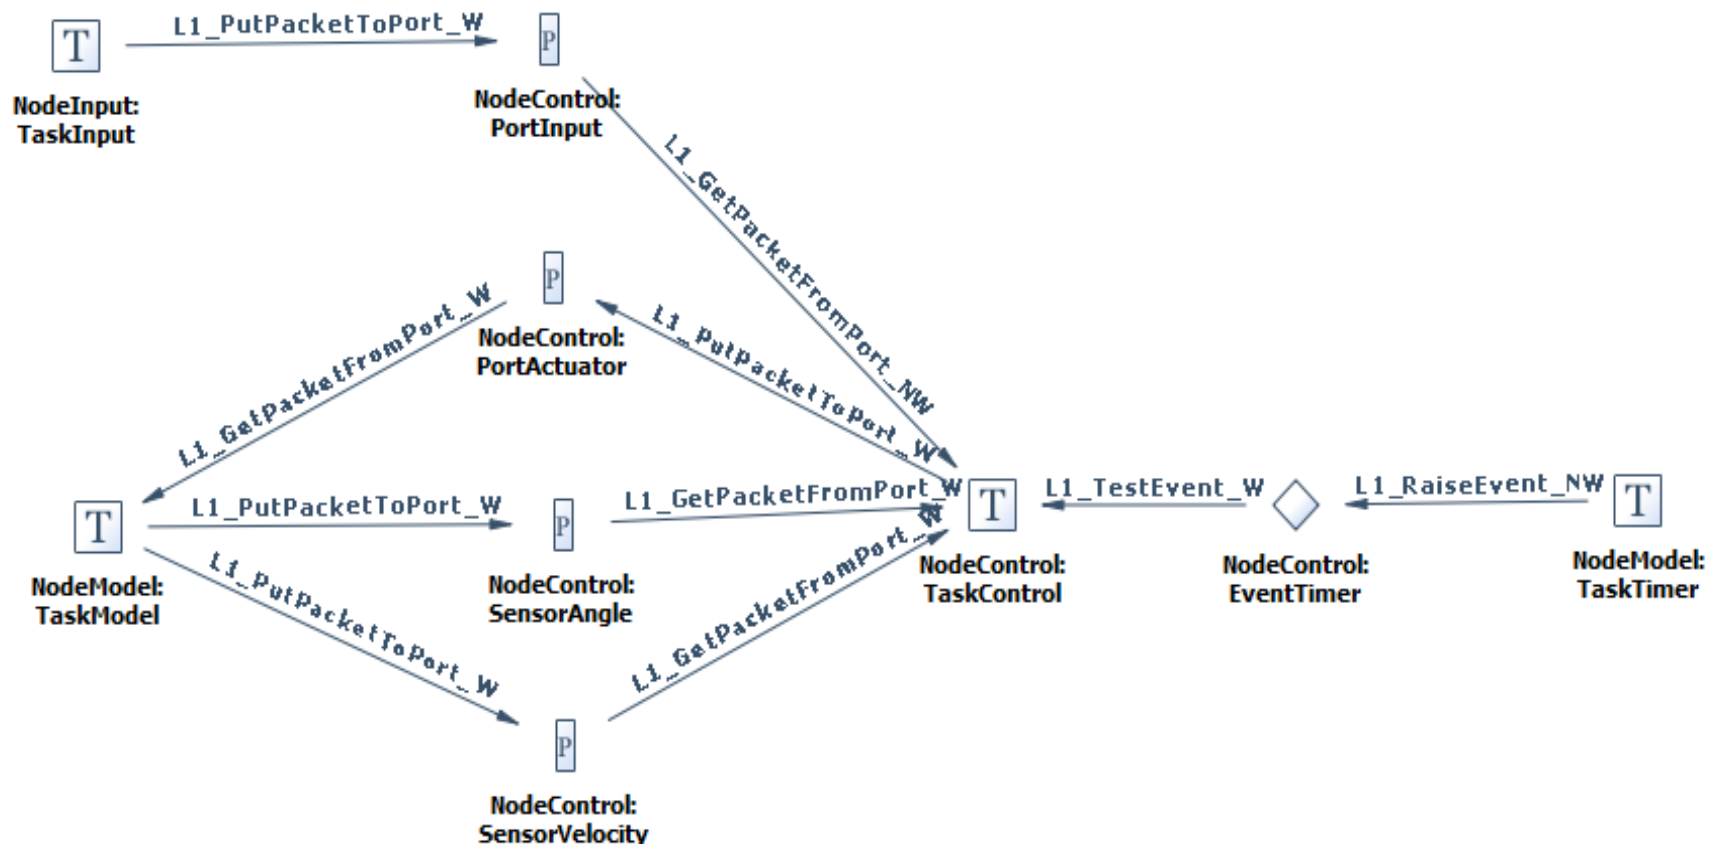 L1_PutPacketToPort_W
T
P
NodeInput:
TaskInput
NodeControl:
PortInput
L1_GetPacketFromPort_NW
P
L1_GetPacketFromPort_W
NodeControl:
PortActuator
L1_PutPacketToPort_W
T
L1_PutPacketToPort_W
P
L1_GetPacketFromPort_W
T
L1_TestEvent_W
L1_RaiseEvent_NW
T
NodeModel:
TaskModel
NodeControl:
SensorAngle
NodeControl:
TaskControl
NodeControl:
EventTimer
NodeModel:
TaskTimer
L1_PutPacketToPort_W
L1_GetPacketFromPort_W
P
NodeControl:
SensorVelocity